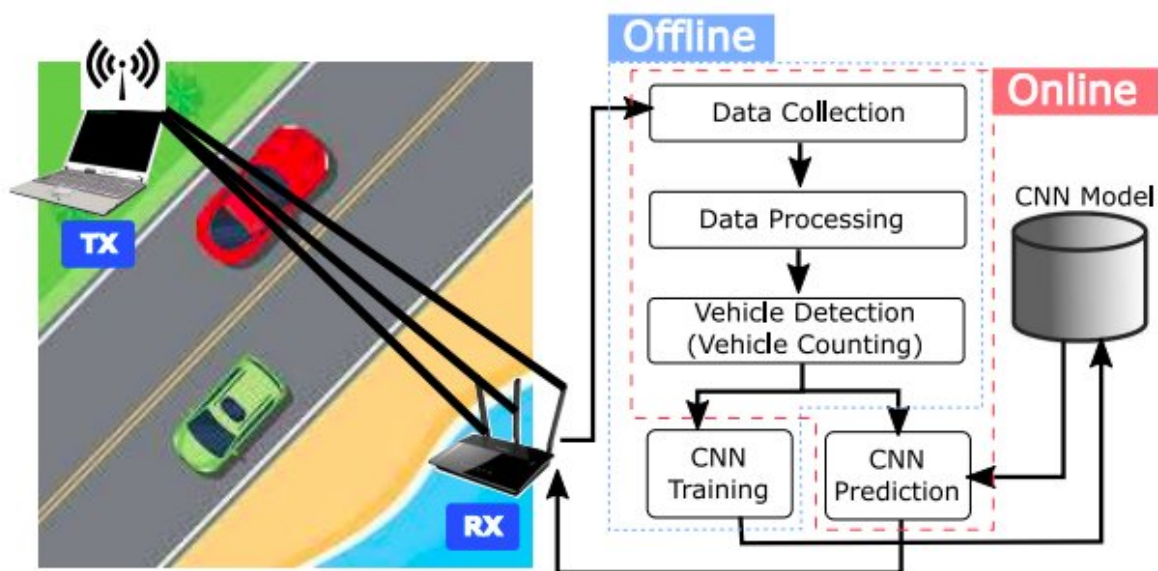 Offline
Online
Data Collection
Data Processing
Vehicle Detection
(Vehicle Counting)
CNN
Training
CNN
Prediction
CNN Model
TX
RX